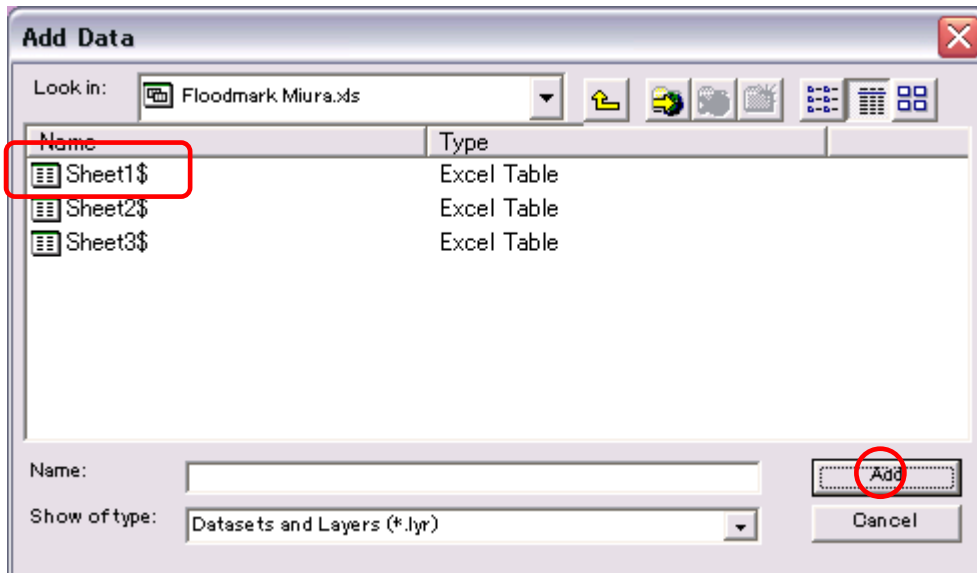 Add Data
Look in: Floodmark Miura.xls
Name Type
Sheet1$ Excel Table
Sheet2$ Excel Table
Sheet3$ Excel Table
Name: Add
Show of type: Datasets and Layers (*.lyr) Cancel